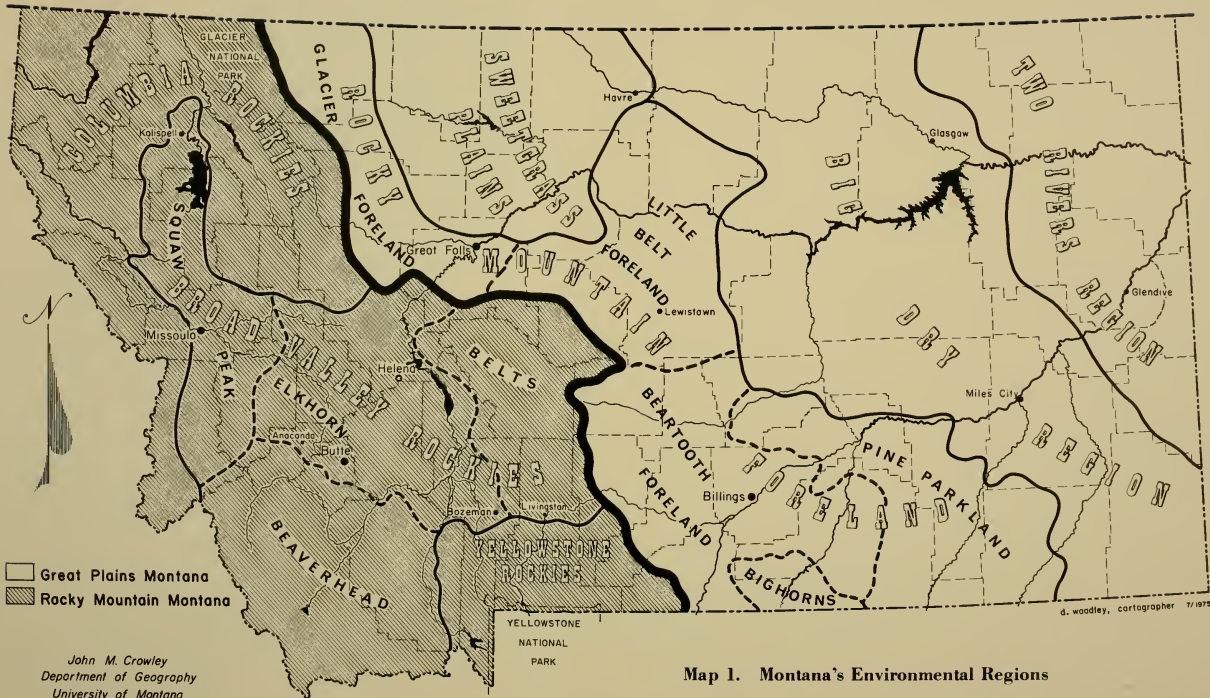 GLACIER
NATIONAL
PARK
COLUMBIA ROCKIES
Kalispell
SQUAW
PEAK
BROAD VALLEY ROCKIES
Missoula
ELKHORN
Anaconda
Butte
Helena
BELTS
Bozeman
Livingston
BEAVERHEAD
YELLOWSTONE
ROCKIES
YELLOWSTONE
NATIONAL
PARK
GLACIER
FORELAND
ROCKY MOUNTAIN FORELAND
SWEETGRASS
PLAINS
Havre
Great Falls
LITTLE
BELT
FORELAND
Lewistown
BEARTOOTH
FORELAND
Billings
BIGHORNS
PINE PARKLAND
BIG DRY REGION
Glasgaw
Miles City
TWO RIVERS REGION
Glendive
N
Great Plains Montana
Rocky Mountain Montana
John M. Crowley
Department of Geography
University of Montana
d. woodley, cartographer 7/1975
Map 1. Montana's Environmental Regions